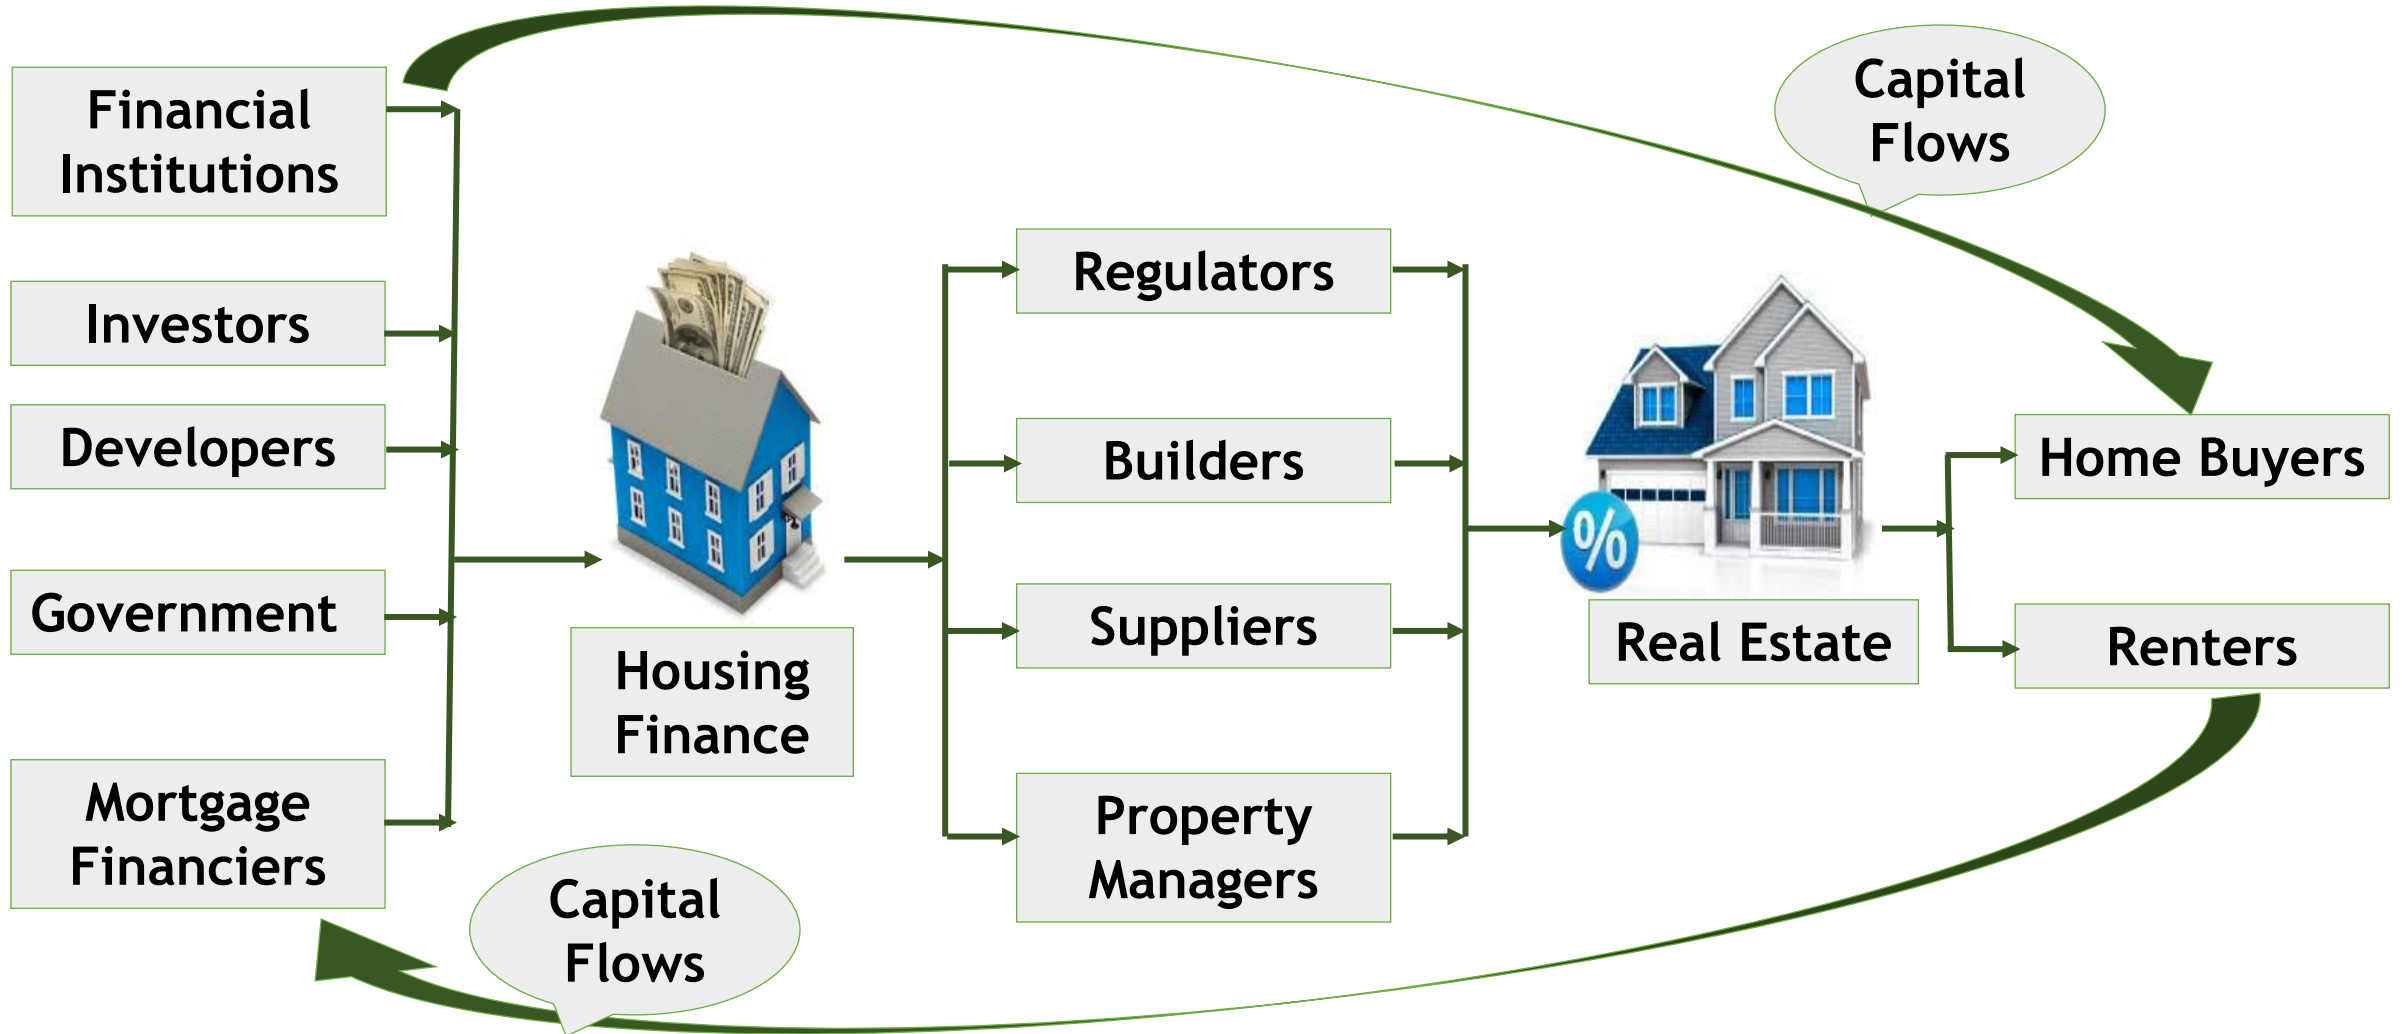 Financial
Institutions
Investors
Developers
Government
Mortgage
Financiers
Housing
Finance
Capital
Flows
Regulators
Builders
Suppliers
Property
Managers
%
Real Estate
Capital
Flows
Home Buyers
Renters